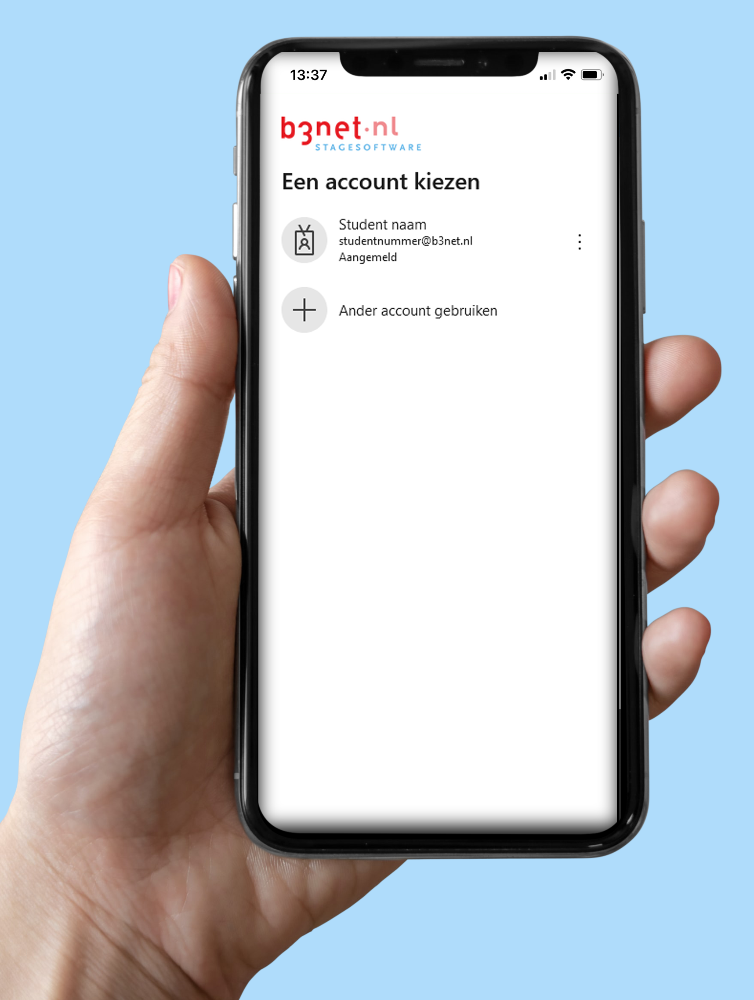 13:37
b3net.nl
STAGESOFTWARE
Een account kiezen
Student naam
studentnummer@b3net.nl
Aangemeld
Ander account gebruiken